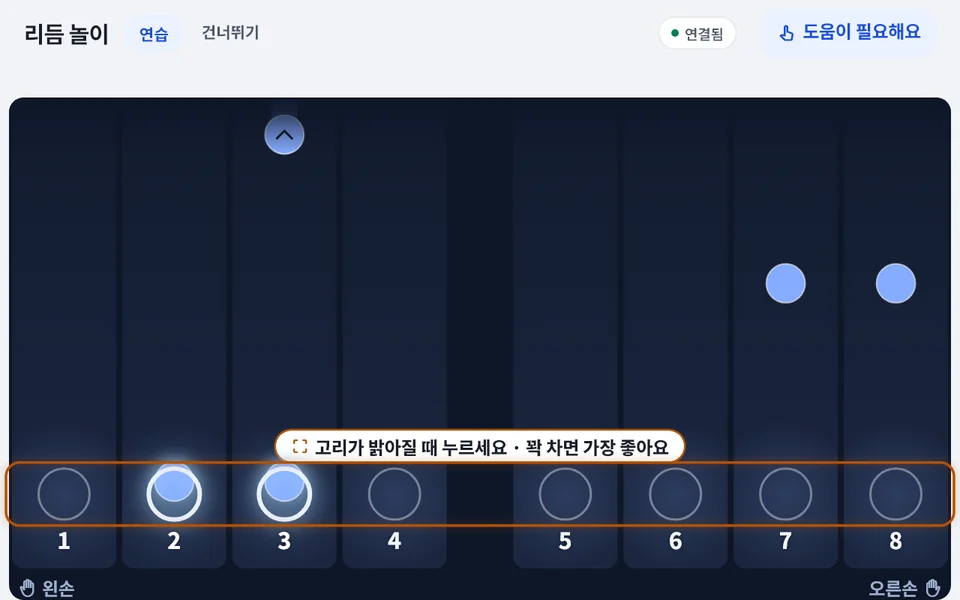 리듬 놀이 연습 건너뛰기 연결됨 도움이 필요해요
고리가 밝아질 때 누르세요 · 꽉 차면 가장 좋아요
1 2 3 4 5 6 7 8
왼손 오른손